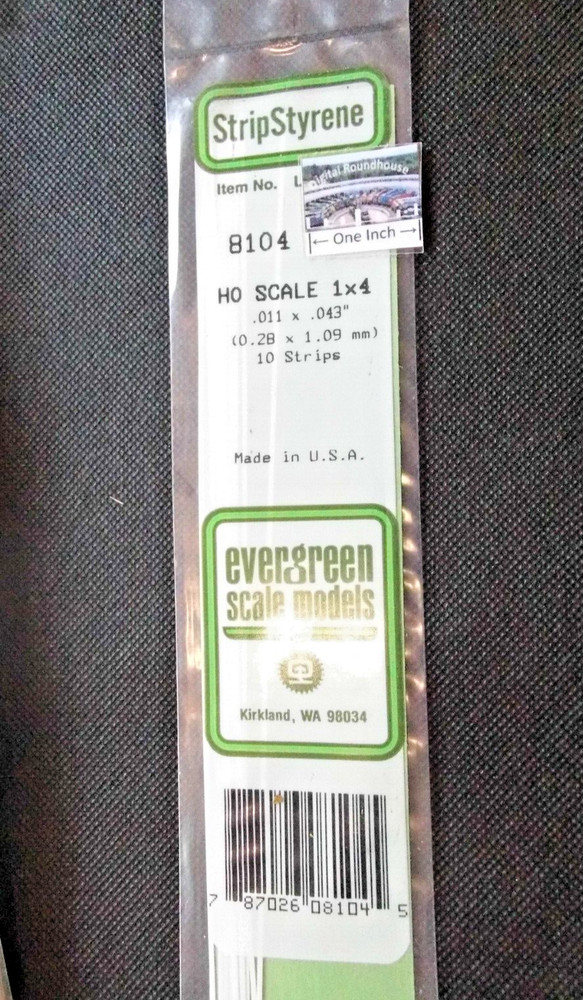 StripStyrene
Digital Roundhouse
Item No. L
8104
← One Inch →
HO SCALE 1x4
.011 x .043"
(0.28 x 1.09 mm)
10 Strips
Made in U.S.A.
evergreen
scale models
Kirkland, WA 98034
7 87026 08104 5